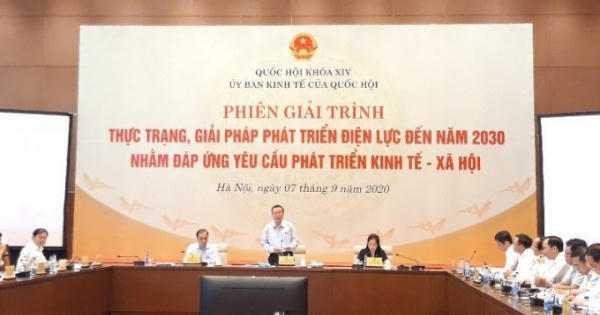 QUỐC HỘI KHÓA XIV
ỦY BAN KINH TẾ CỦA QUỐC HỘI
PHIÊN GIẢI TRÌNH
THỰC TRẠNG, GIẢI PHÁP PHÁT TRIỂN ĐIỆN LỰC ĐẾN NĂM 2030
NHẰM ĐÁP ỨNG YÊU CẦU PHÁT TRIỂN KINH TẾ - XÃ HỘI
Hà Nội, ngày 07 tháng 9 năm 2020